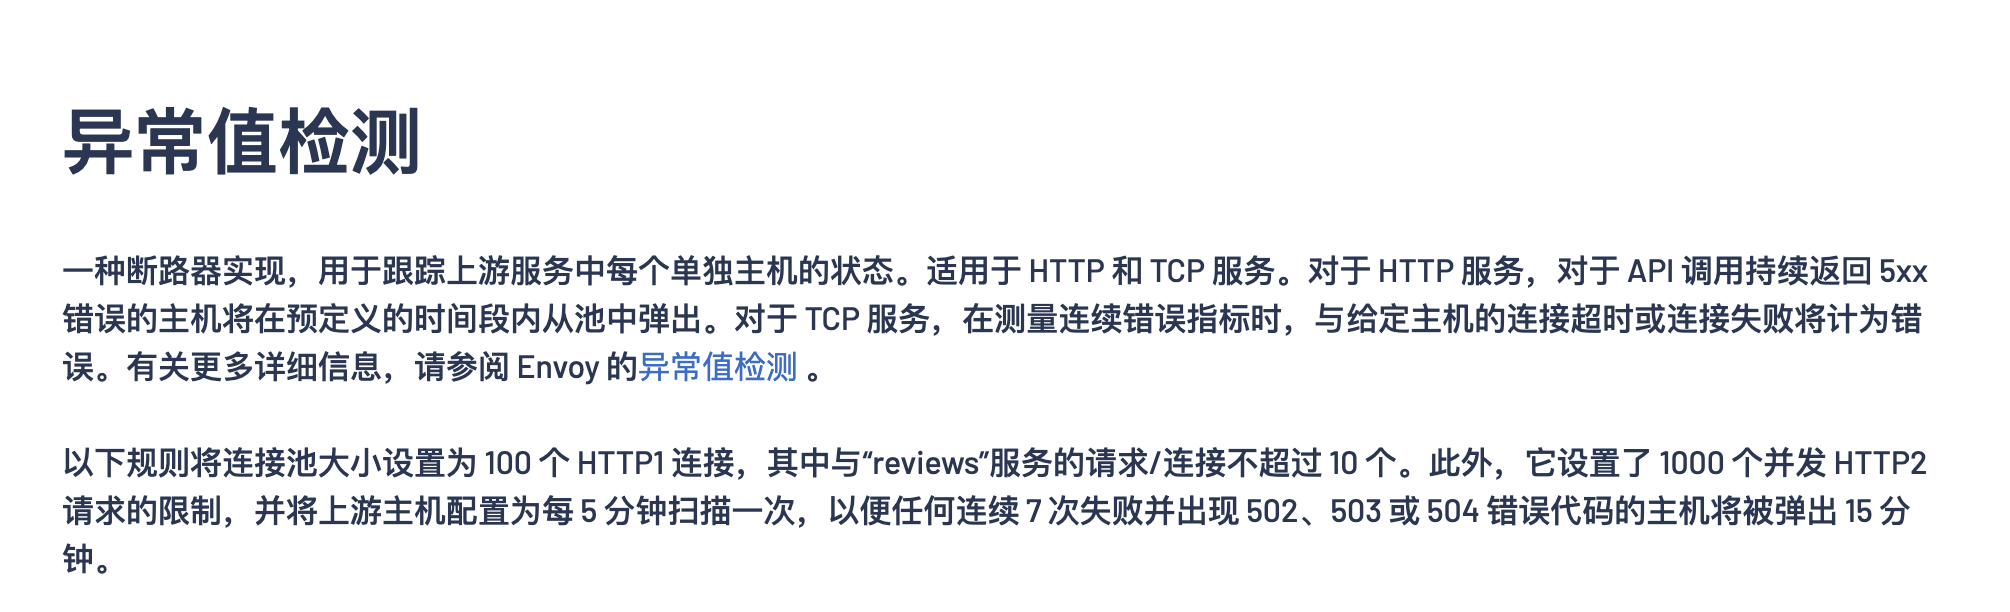 异常值检测
一种断路器实现，用于跟踪上游服务中每个单独主机的状态。适用于 HTTP 和 TCP 服务。对于 HTTP 服务，对于 API 调用持续返回 5xx
错误的主机将在预定义的时间段内从池中弹出。对于 TCP 服务，在测量连续错误指标时，与给定主机的连接超时或连接失败将计为错
误。有关更多详细信息，请参阅 Envoy 的异常值检测 。
以下规则将连接池大小设置为 100 个 HTTP1 连接，其中与“reviews”服务的请求/连接不超过 10 个。此外，它设置了 1000 个并发 HTTP2
请求的限制，并将上游主机配置为每 5 分钟扫描一次，以便任何连续 7 次失败并出现 502、503 或 504 错误代码的主机将被弹出 15 分
钟。